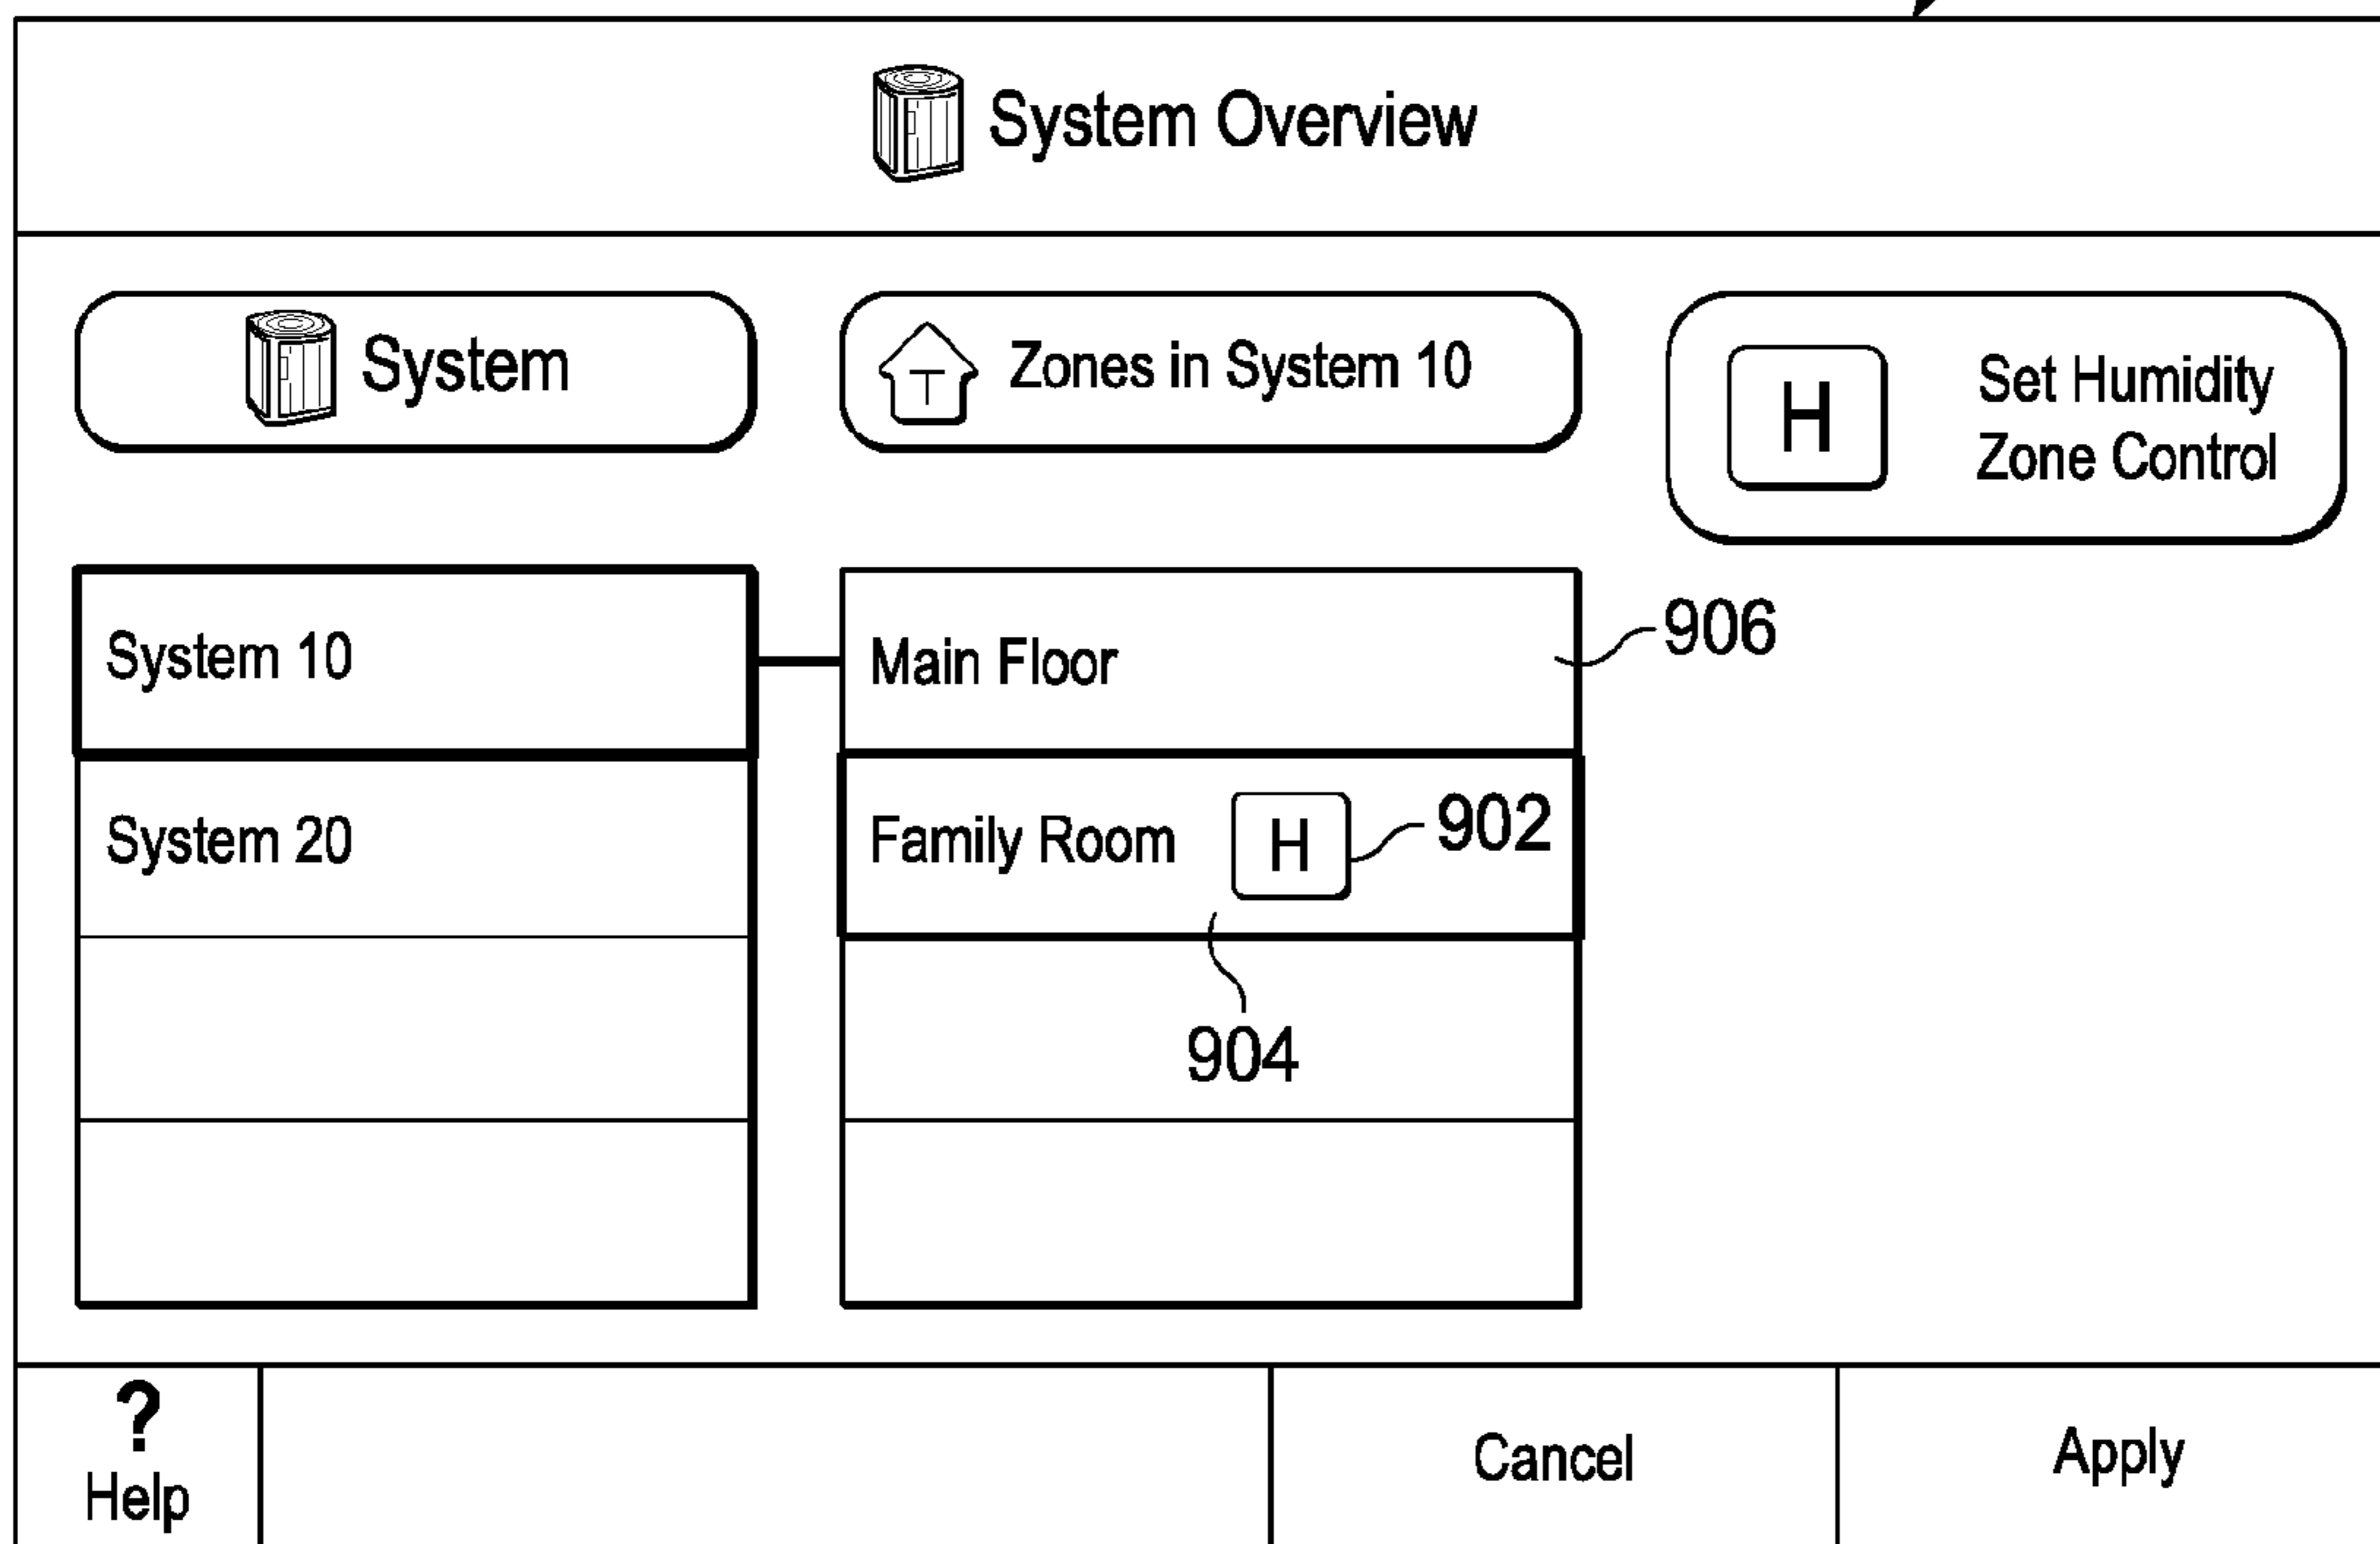 System Overview
System
T
Zones in System 10
H
Set Humidity
Zone Control
System 10
Main Floor
906
System 20
Family Room
H
902
904
?
Help
Cancel
Apply